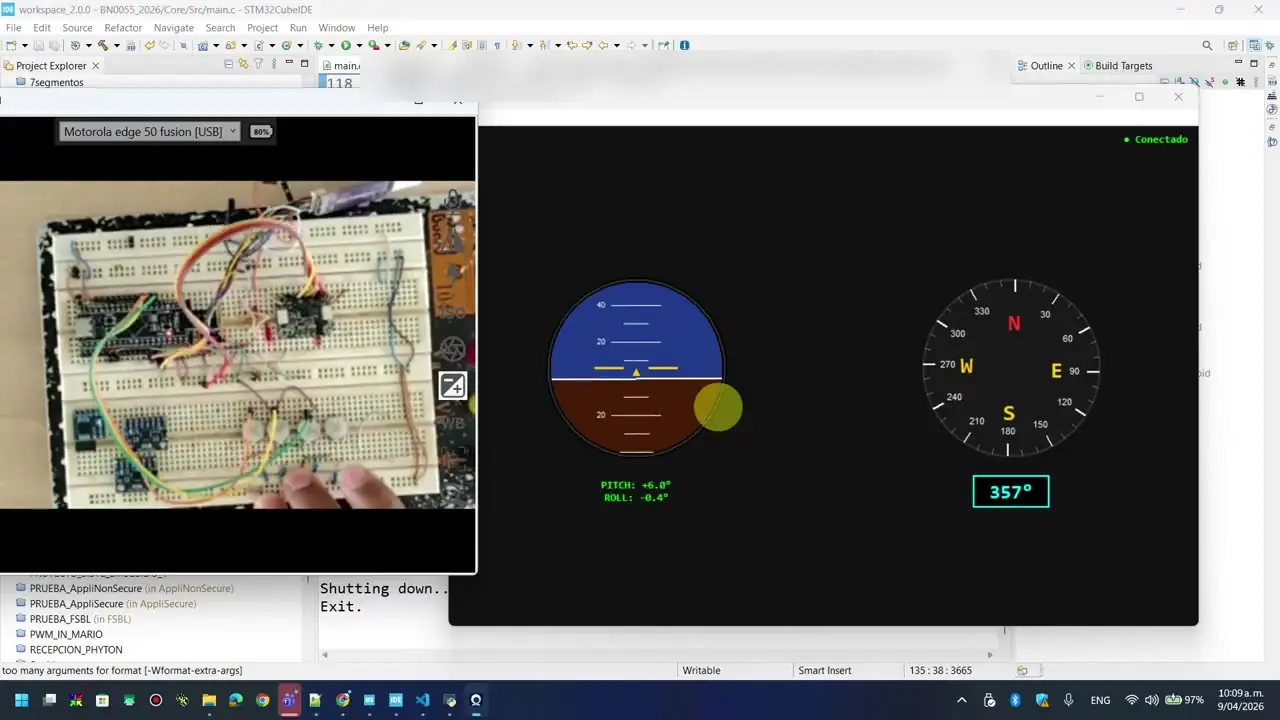 workspace_2.0.0 - BN0055_2026/Core/Src/main.c - STM32CubeIDE
File Edit Source Refactor Navigate Search Project Run Window Help
Project Explorer
main.
Outline
Build Targets
7segmentos
118
Motorola edge 50 fusion [USB]
80%
Conectado
40
20
20
PITCH: +6.0°
ROLL: -0.4°
N
30
60
E
90
120
150
S
180
210
240
W
270
300
330
357°
ISO
WB
PRUEBA_AppliNonSecure (in AppliNonSecure)
PRUEBA_AppliSecure (in AppliSecure)
PRUEBA_FSBL (in FSBL)
PWM_IN_MARIO
RECEPCION_PHYTON
Shutting down..
Exit.
too many arguments for format [-Wformat-extra-args]
Writable
Smart Insert
135 : 38 : 3665
ENG
97%
10:09 a.m.
9/04/2026